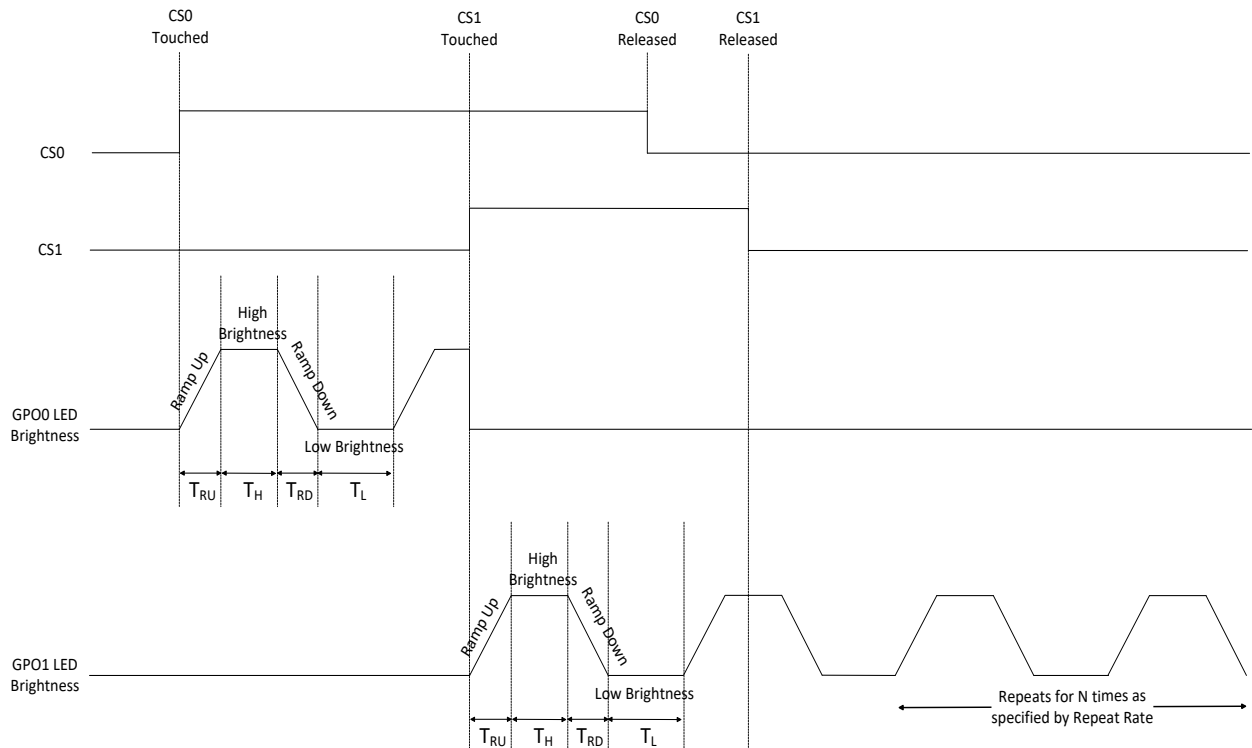 CS0
Touched
CS1
Touched
CS0
Released
CS1
Released
CS0
CS1
High
Brightness
Ramp Up
Ramp Down
GPO0 LED
Brightness
Low Brightness
TRU
TH
TRD
TL
High
Brightness
Ramp Up
Ramp Down
GPO1 LED
Brightness
Low Brightness
Repeats for N times as
specified by Repeat Rate
TRU
TH
TRD
TL